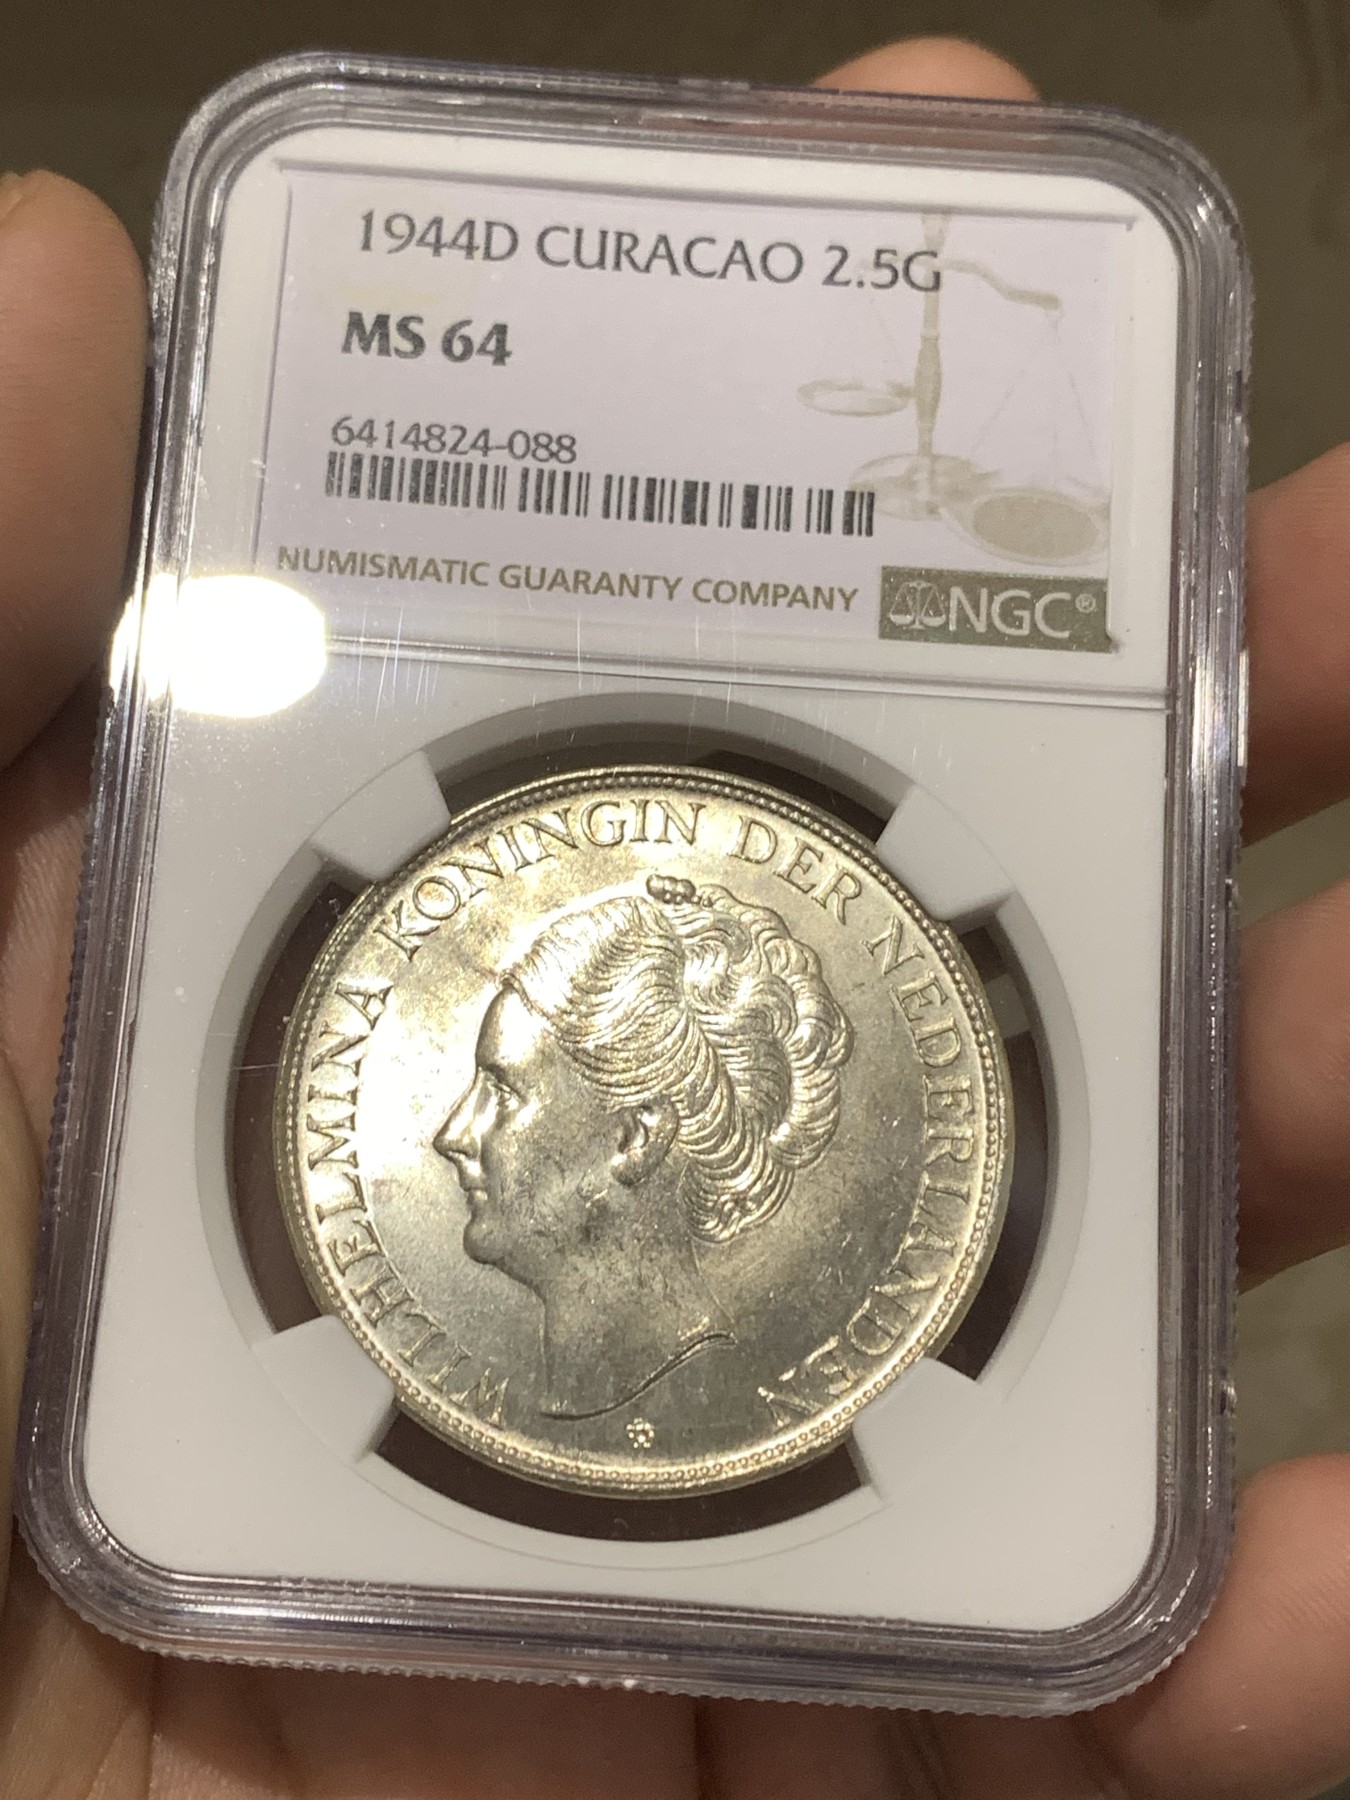 1944D CURACAO 2.5G
MS 64
6414824-088
NUMISMATIC GUARANTY COMPANY
NGC®
WILHELMINA KONINGIN DER NEDERLANDEN